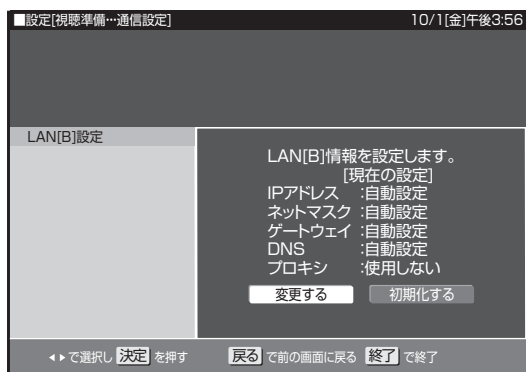 ■設定[視聴準備…通信設定] 10/1[金]午後3:56
LAN[B]設定
LAN[B]情報を設定します。
[現在の設定]
IPアドレス :自動設定
ネットマスク :自動設定
ゲートウェイ :自動設定
DNS :自動設定
プロキシ :使用しない
変更する 初期化する
◂▸で選択し 決定 を押す 戻る で前の画面に戻る 終了 で終了